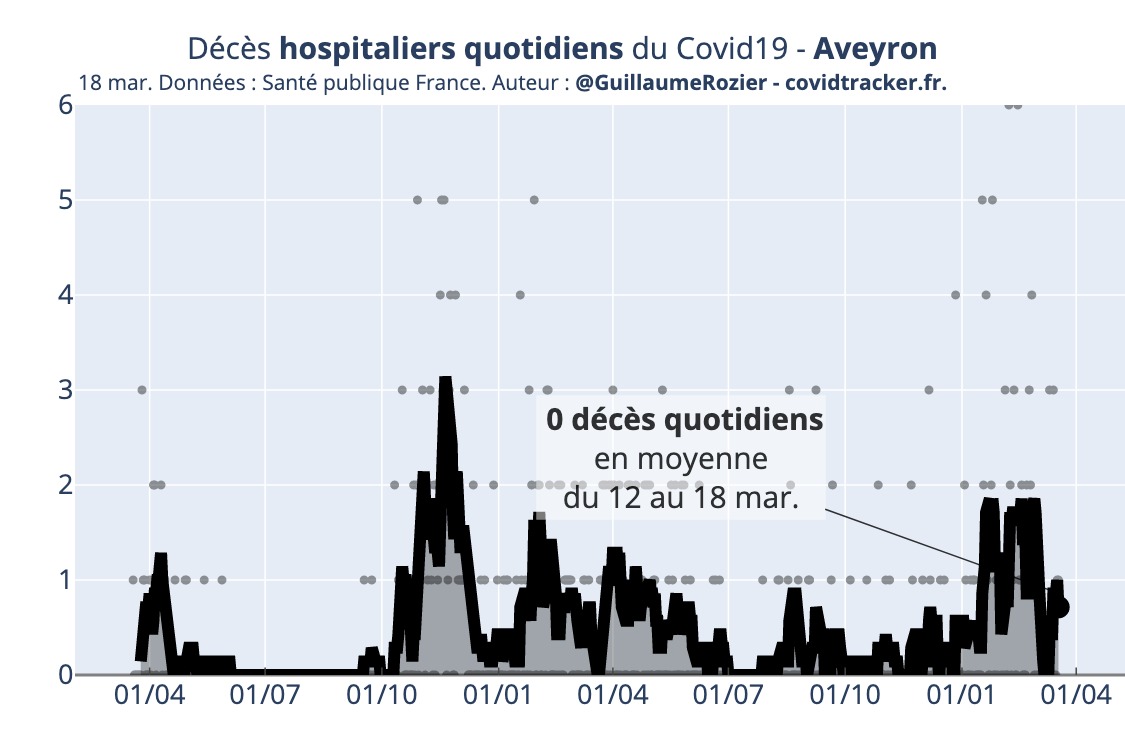 Décès hospitaliers quotidiens du Covid19 - Aveyron
18 mar. Données : Santé publique France. Auteur : @GuillaumeRozier - covidtracker.fr.
6
5
4
3
2
1
0
0 décès quotidiens
en moyenne
du 12 au 18 mar.
01/04 01/07 01/10 01/01 01/04 01/07 01/10 01/01 01/04